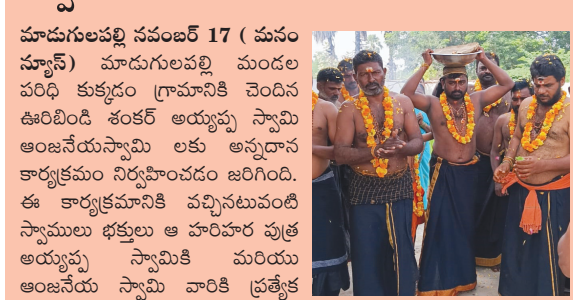 మాడుగులపల్లి నవంబర్ 17 ( మనం
న్యూస్) మాడుగులపల్లి మండల
పరిధి కుక్కడం గ్రామానికి చెందిన
ఊరిబిండి శంకర్ అయ్యప్ప స్వామి
ఆంజనేయస్వామి లకు అన్నదాన
కార్యక్రమం నిర్వహించడం జరిగింది.
ఈ కార్యక్రమానికి వచ్చినటువంటి
స్వాములు భక్తులు ఆ హరిహర పుత్ర
అయ్యప్ప స్వామికి మరియు
ఆంజనేయ స్వామి వారికి ప్రత్యేక